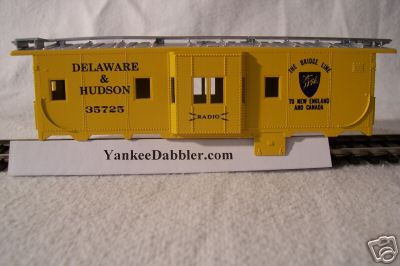 DELAWARE
&
HUDSON
35725
RADIO
THE BRIDGE LINE
TO NEW ENGLAND
AND CANADA
YankeeDabbler.com